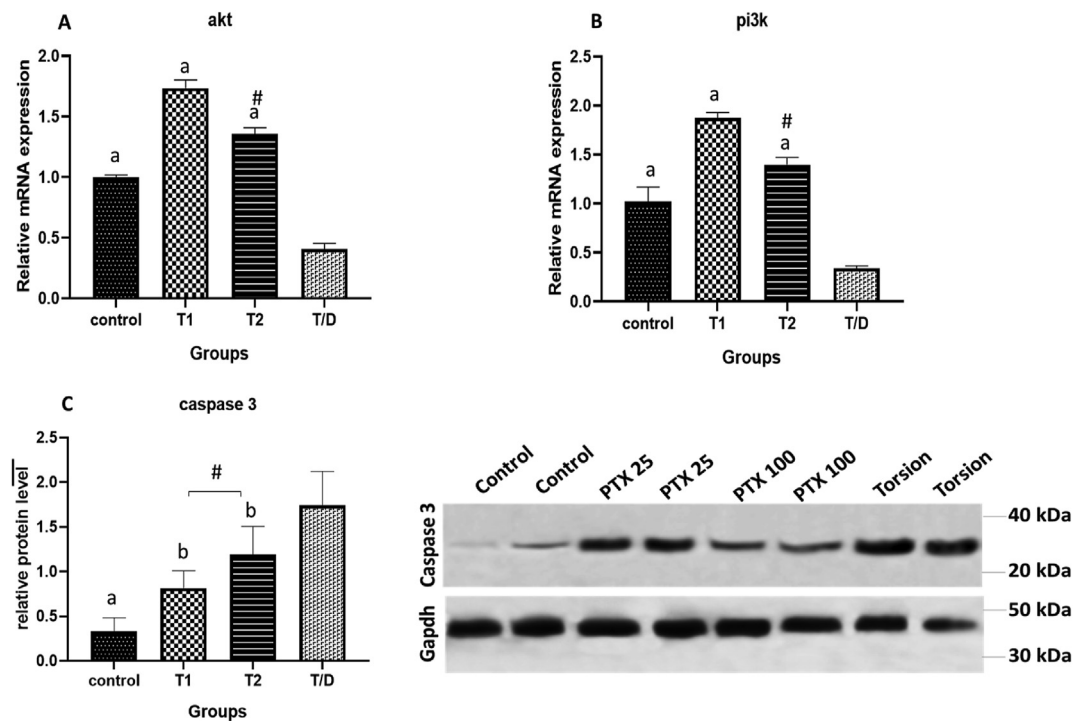 A
akt
Relative mRNA expression
2.0
1.5
1.0
0.5
0.0
a
a
#
a
control T1 T2 T/D
Groups
B
pi3k
Relative mRNA expression
2.5
2.0
1.5
1.0
0.5
0.0
a
a
#
a
control T1 T2 T/D
Groups
C
caspase 3
relative protein level
2.5
2.0
1.5
1.0
0.5
0.0
a
b
#
b
control T1 T2 T/D
Groups
Control Control PTX 25 PTX 25 PTX 100 PTX 100 Torsion Torsion
Caspase 3
40 kDa
20 kDa
Gapdh
50 kDa
30 kDa